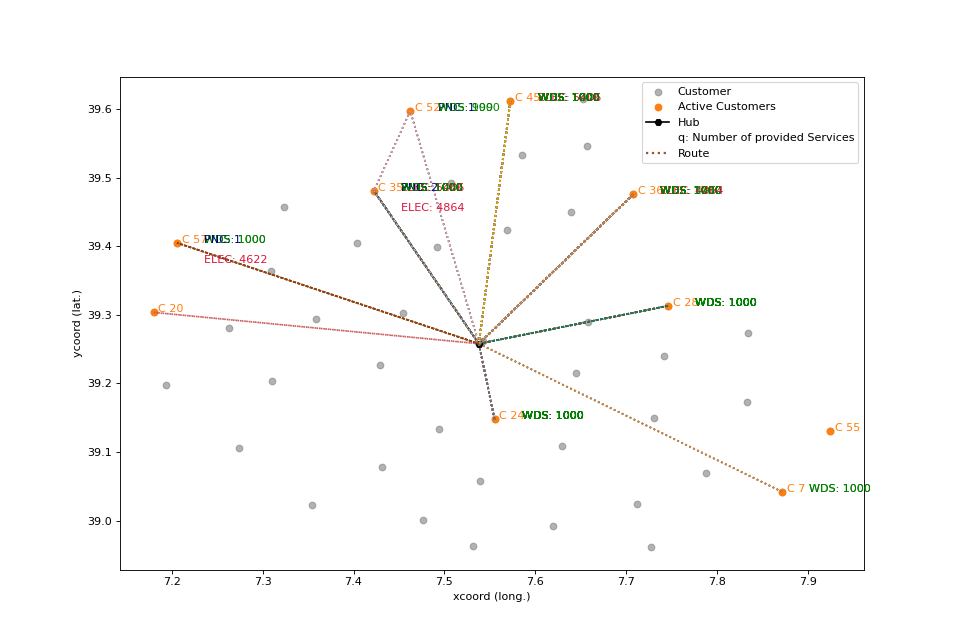 Customer
Active Customers
Hub
q: Number of provided Services
Route
C 52
C 45
C 35
C 36
ELEC: 4864
C 57
WDS: 1000
ELEC: 4622
C 20
C 28
WDS: 1000
C 24
WDS: 1000
C 55
C 7 WDS: 1000
39.6
39.5
39.4
39.3
39.2
39.1
39.0
ycoord (lat.)
7.2 7.3 7.4 7.5 7.6 7.7 7.8 7.9
xcoord (long.)